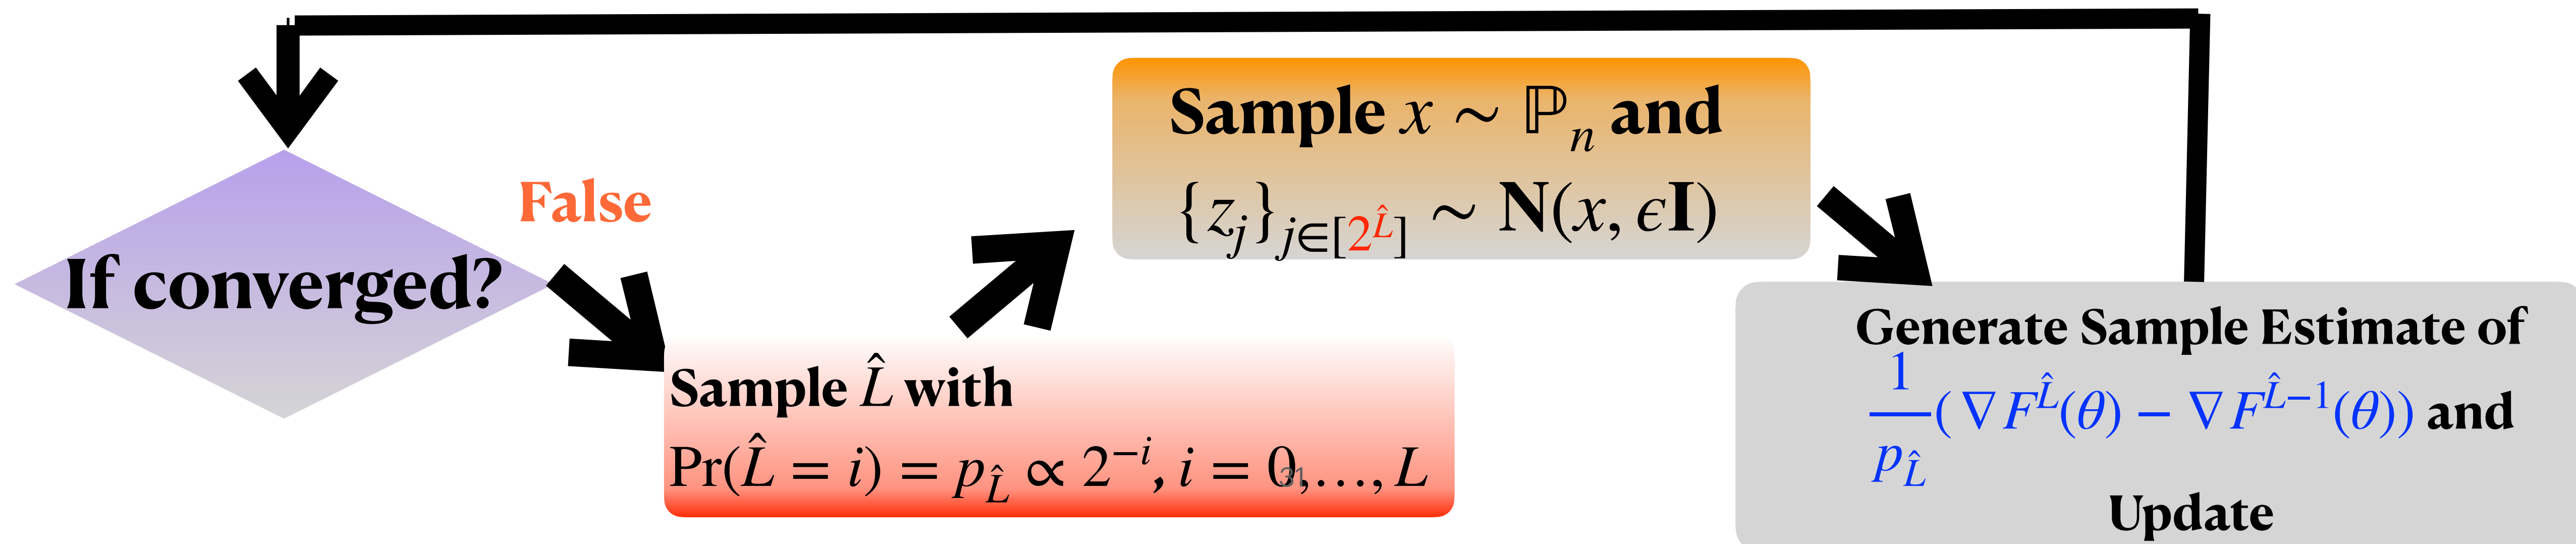 False
If converged?
Sample L̂ with
Pr(L̂ = i) = p_L̂ ∝ 2^{-i}, i = 0,…, L
31
Sample x ∼ ℙ_n and
{z_j}_{j∈[2^L̂]} ∼ N(x, ϵI)
Generate Sample Estimate of
1/p_L̂ (∇F^L̂(θ) − ∇F^{L̂−1}(θ)) and
Update